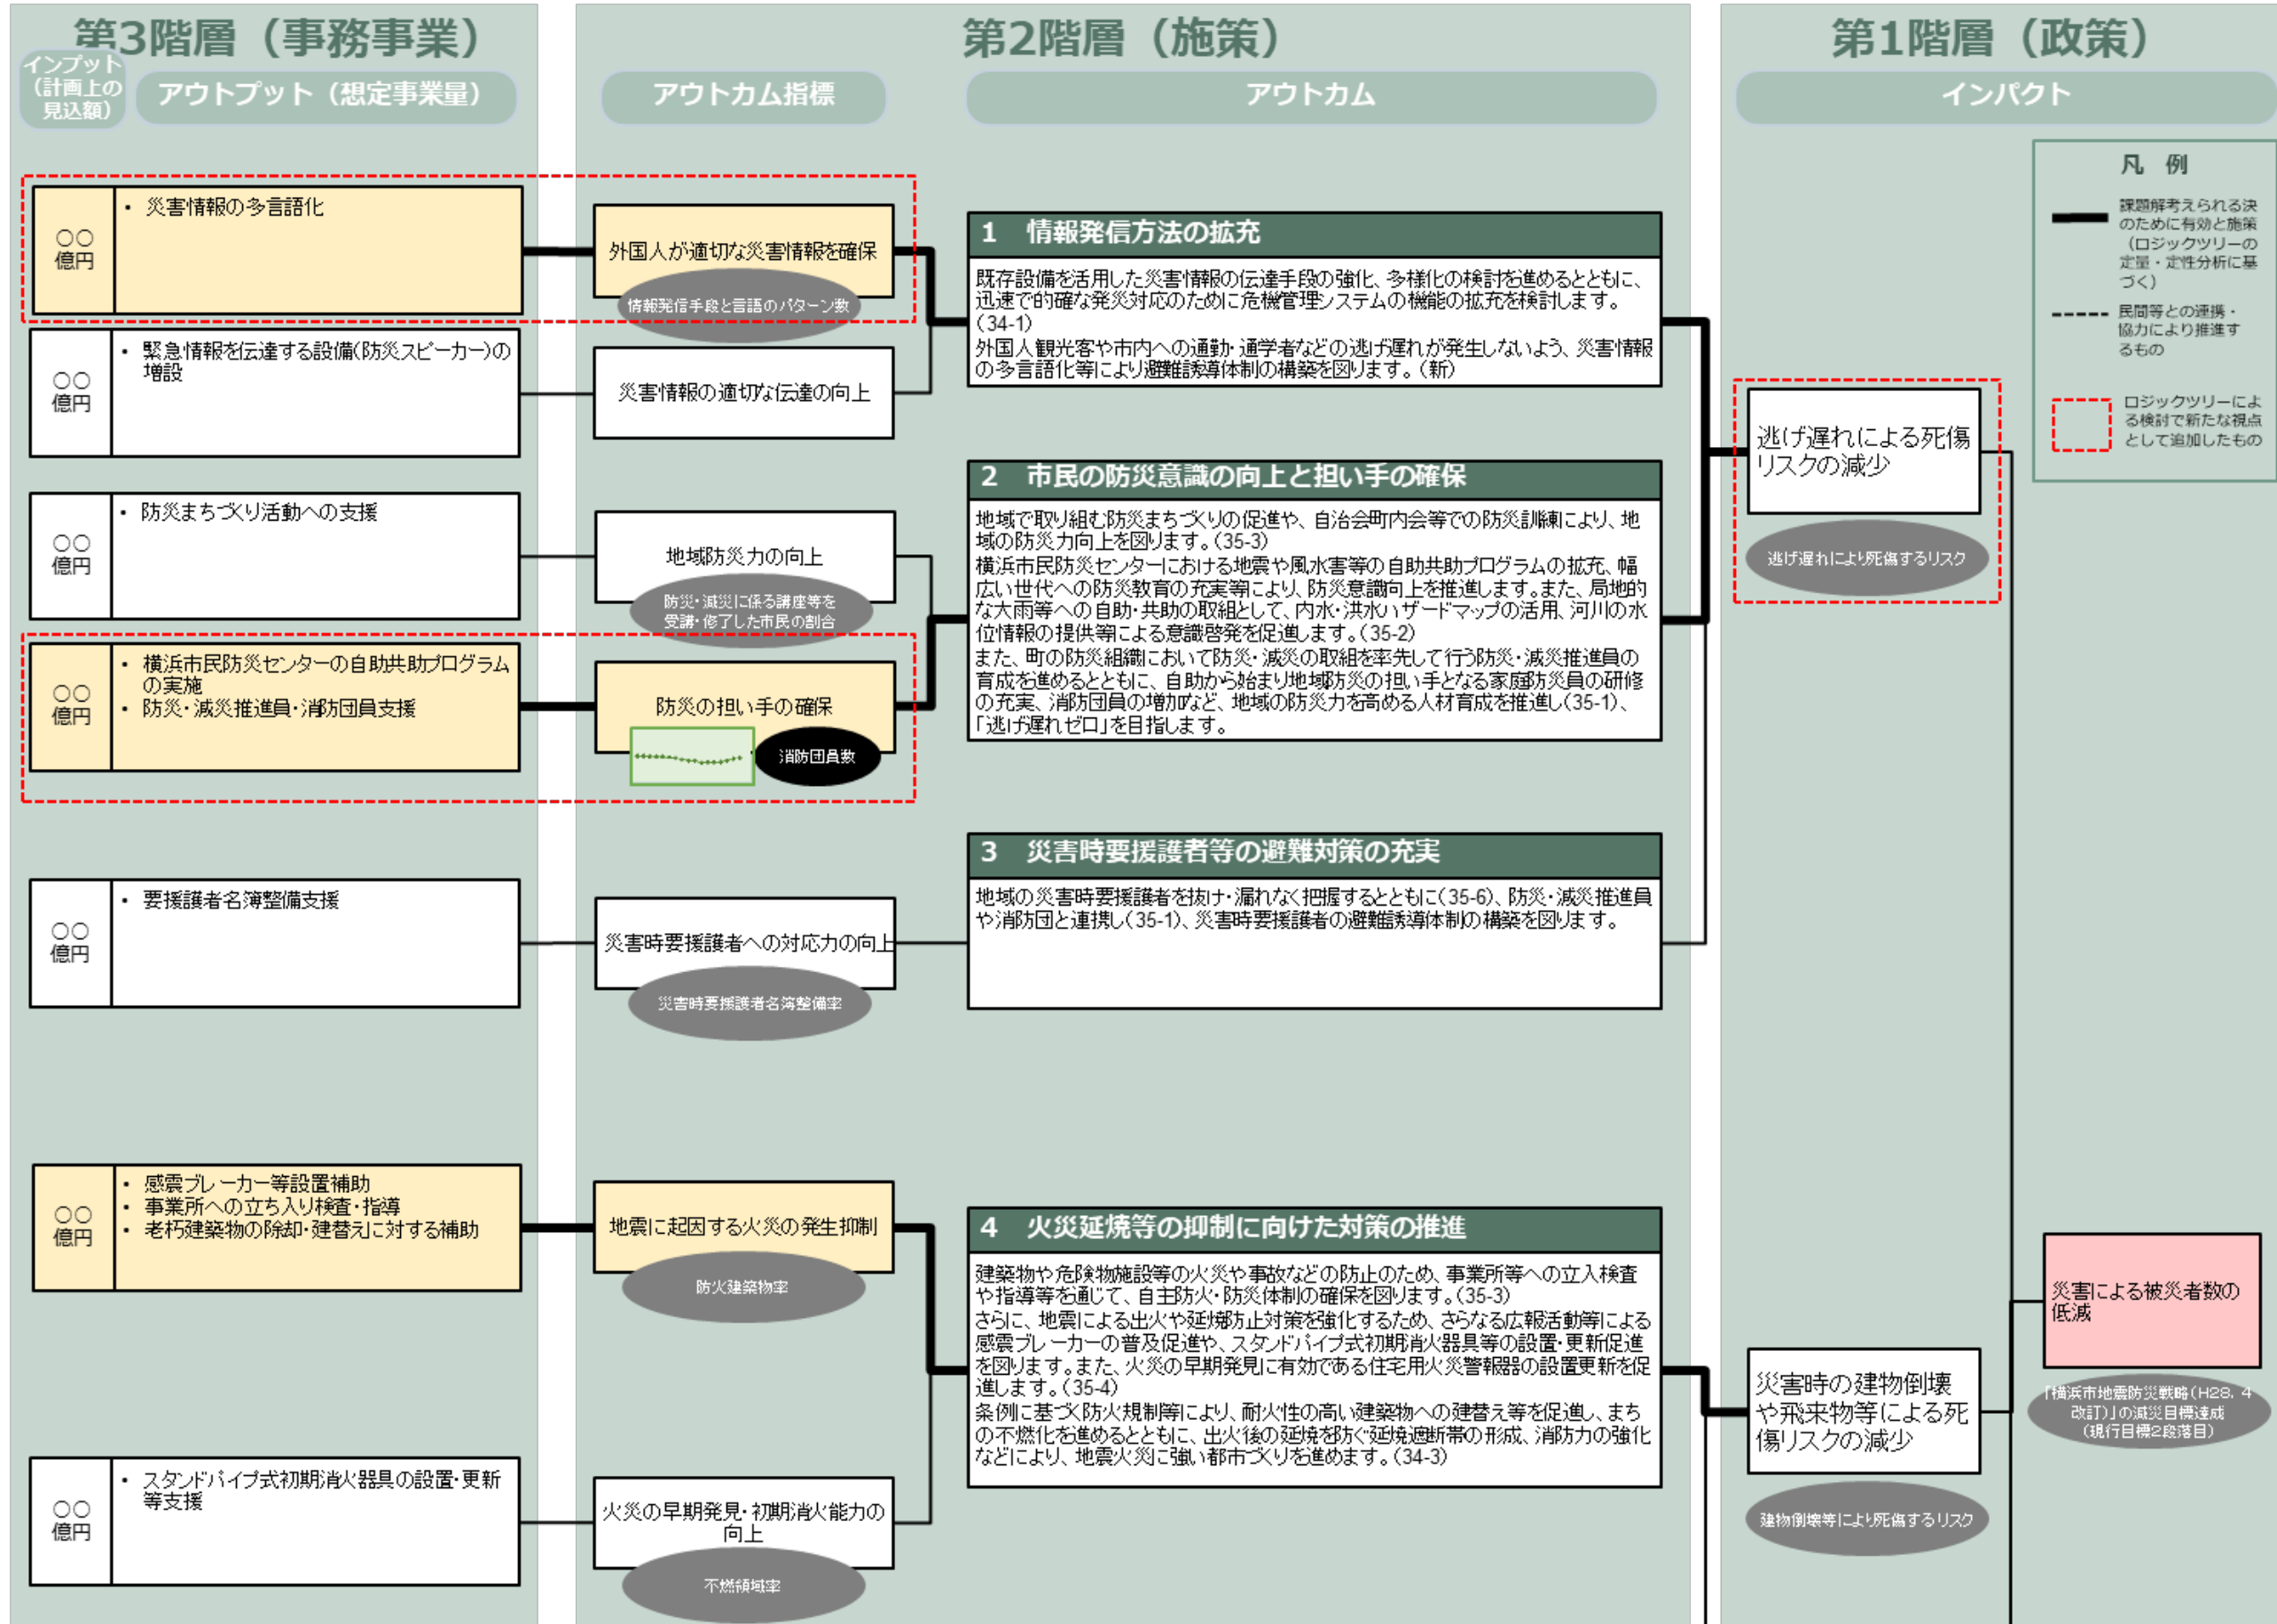 第3階層（事務事業）
第2階層（施策）
第1階層（政策）
インプット
（計画上の
見込額）
アウトプット（想定事業量）
アウトカム指標
アウトカム
インパクト
凡 例
課題解考えられる決
のために有効と施策
（ロジックツリーの
定量・定性分析に基
づく）
民間等との連携・
協力により推進す
るもの
ロジックツリーによ
る検討で新たな視点
として追加したもの
○○
億円
• 災害情報の多言語化
外国人が適切な災害情報を確保
情報発信手段と言語のパターン数
○○
億円
• 緊急情報を伝達する設備(防災スピーカー)の
増設
災害情報の適切な伝達の向上
1 情報発信方法の拡充
既存設備を活用した災害情報の伝達手段の強化、多様化の検討を進めるとともに、
迅速で的確な発災対応のために危機管理システムの機能の拡充を検討します。
(34-1)
外国人観光客や市内への通勤・通学者などの逃げ遅れが発生しないよう、災害情報
の多言語化等により避難誘導体制の構築を図ります。(新)
○○
億円
• 防災まちづくり活動への支援
地域防災力の向上
防災・減災に係る講座等を
受講・修了した市民の割合
○○
億円
• 横浜市民防災センターの自助共助プログラム
の実施
• 防災・減災推進員・消防団員支援
防災の担い手の確保
消防団員数
2 市民の防災意識の向上と担い手の確保
地域で取り組む防災まちづくりの促進や、自治会町内会等での防災訓練により、地
域の防災力向上を図ります。(35-3)
横浜市民防災センターにおける地震や風水害等の自助共助プログラムの拡充、幅
広い世代への防災教育の充実等により、防災意識向上を推進します。また、局地的
な大雨等への自助・共助の取組として、内水・洪水ハザードマップの活用、河川の水
位情報の提供等による意識啓発を促進します。(35-2)
また、町の防災組織において防災・減災の取組を率先して行う防災・減災推進員の
育成を進めるとともに、自助から始まり地域防災の担い手となる家庭防災員の研修
の充実、消防団員の増加など、地域の防災力を高める人材育成を推進し(35-1)、
「逃げ遅れゼロ」を目指します。
逃げ遅れによる死傷
リスクの減少
逃げ遅れにより死傷するリスク
○○
億円
• 要援護者名簿整備支援
災害時要援護者への対応力の向上
災害時要援護者名簿整備率
3 災害時要援護者等の避難対策の充実
地域の災害時要援護者を抜け・漏れなく把握するとともに(35-6)、防災・減災推進員
や消防団と連携し(35-1)、災害時要援護者の避難誘導体制の構築を図ります。
○○
億円
• 感震ブレーカー等設置補助
• 事業所への立ち入り検査・指導
• 老朽建築物の除却・建替えに対する補助
地震に起因する火災の発生抑制
防火建築物率
4 火災延焼等の抑制に向けた対策の推進
建築物や危険物施設等の火災や事故などの防止のため、事業所等への立入検査
や指導等を通じて、自主防火・防災体制の確保を図ります。(35-3)
さらに、地震による出火や延焼防止対策を強化するため、さらなる広報活動等による
感震ブレーカーの普及促進や、スタンドパイプ式初期消火器具等の設置・更新促進
を図ります。また、火災の早期発見に有効である住宅用火災警報器の設置更新を促
進します。(35-4)
条例に基づく防火規制等により、耐火性の高い建築物への建替え等を促進し、まち
の不燃化を進めるとともに、出火後の延焼を防ぐ延焼遮断帯の形成、消防力の強化
などにより、地震火災に強い都市づくりを進めます。(34-3)
○○
億円
• スタンドパイプ式初期消火器具の設置・更新
等支援
火災の早期発見・初期消火能力の
向上
不燃領域率
災害時の建物倒壊
や飛来物等による死
傷リスクの減少
建物倒壊等により死傷するリスク
災害による被災者数の
低減
「横浜市地震防災戦略(H28.4
改訂)」の減災目標達成
(現行目標2段落目)